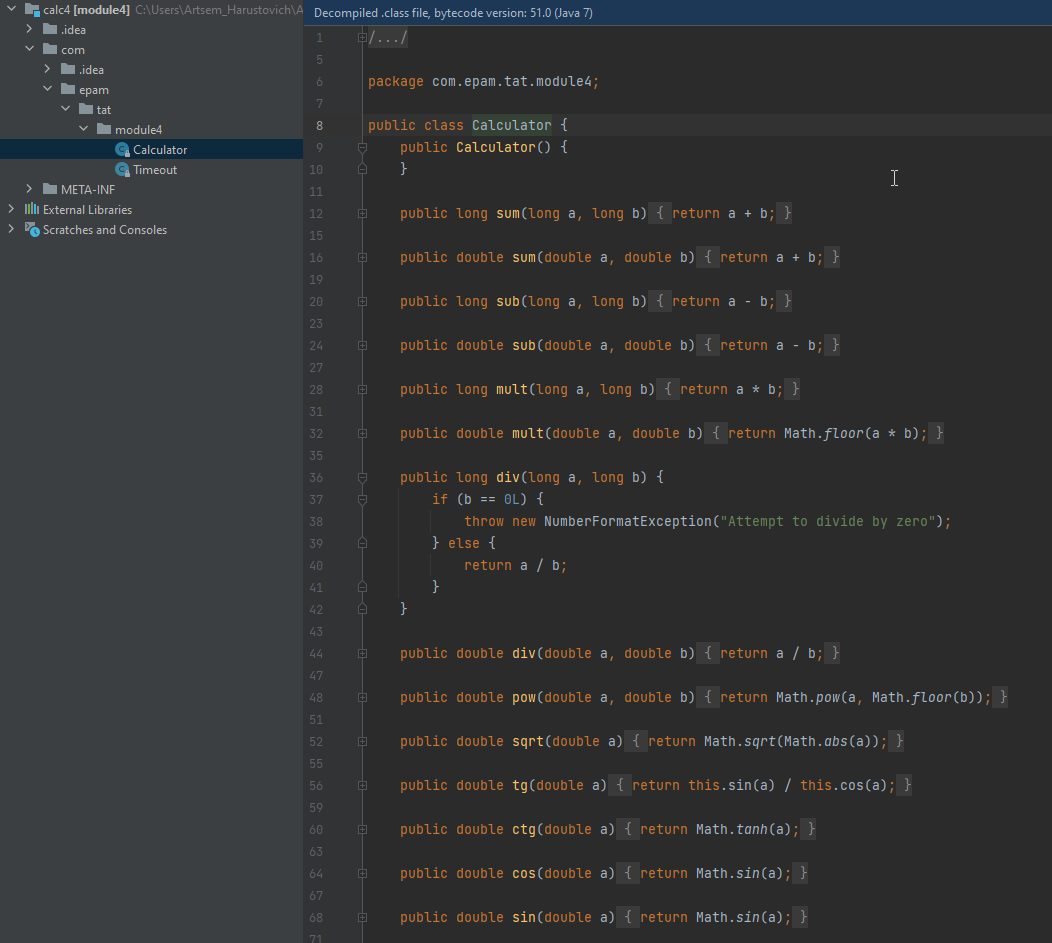 calc4 [module4] C:\Users\Artsem_Harustovich\A
.idea
com
.idea
epam
tat
module4
Calculator
Timeout
META-INF
External Libraries
Scratches and Consoles
Decompiled .class file, bytecode version: 51.0 (Java 7)
1 /.../
5
6 package com.epam.tat.module4;
7
8 public class Calculator {
9 public Calculator() {
10 }
11
12 public long sum(long a, long b) { return a + b; }
15
16 public double sum(double a, double b) { return a + b; }
19
20 public long sub(long a, long b) { return a - b; }
23
24 public double sub(double a, double b) { return a - b; }
27
28 public long mult(long a, long b) { return a * b; }
31
32 public double mult(double a, double b) { return Math.floor(a * b); }
35
36 public long div(long a, long b) {
37 if (b == 0L) {
38 throw new NumberFormatException("Attempt to divide by zero");
39 } else {
40 return a / b;
41 }
42 }
43
44 public double div(double a, double b) { return a / b; }
47
48 public double pow(double a, double b) { return Math.pow(a, Math.floor(b)); }
51
52 public double sqrt(double a) { return Math.sqrt(Math.abs(a)); }
55
56 public double tg(double a) { return this.sin(a) / this.cos(a); }
59
60 public double ctg(double a) { return Math.tanh(a); }
63
64 public double cos(double a) { return Math.sin(a); }
67
68 public double sin(double a) { return Math.sin(a); }
71